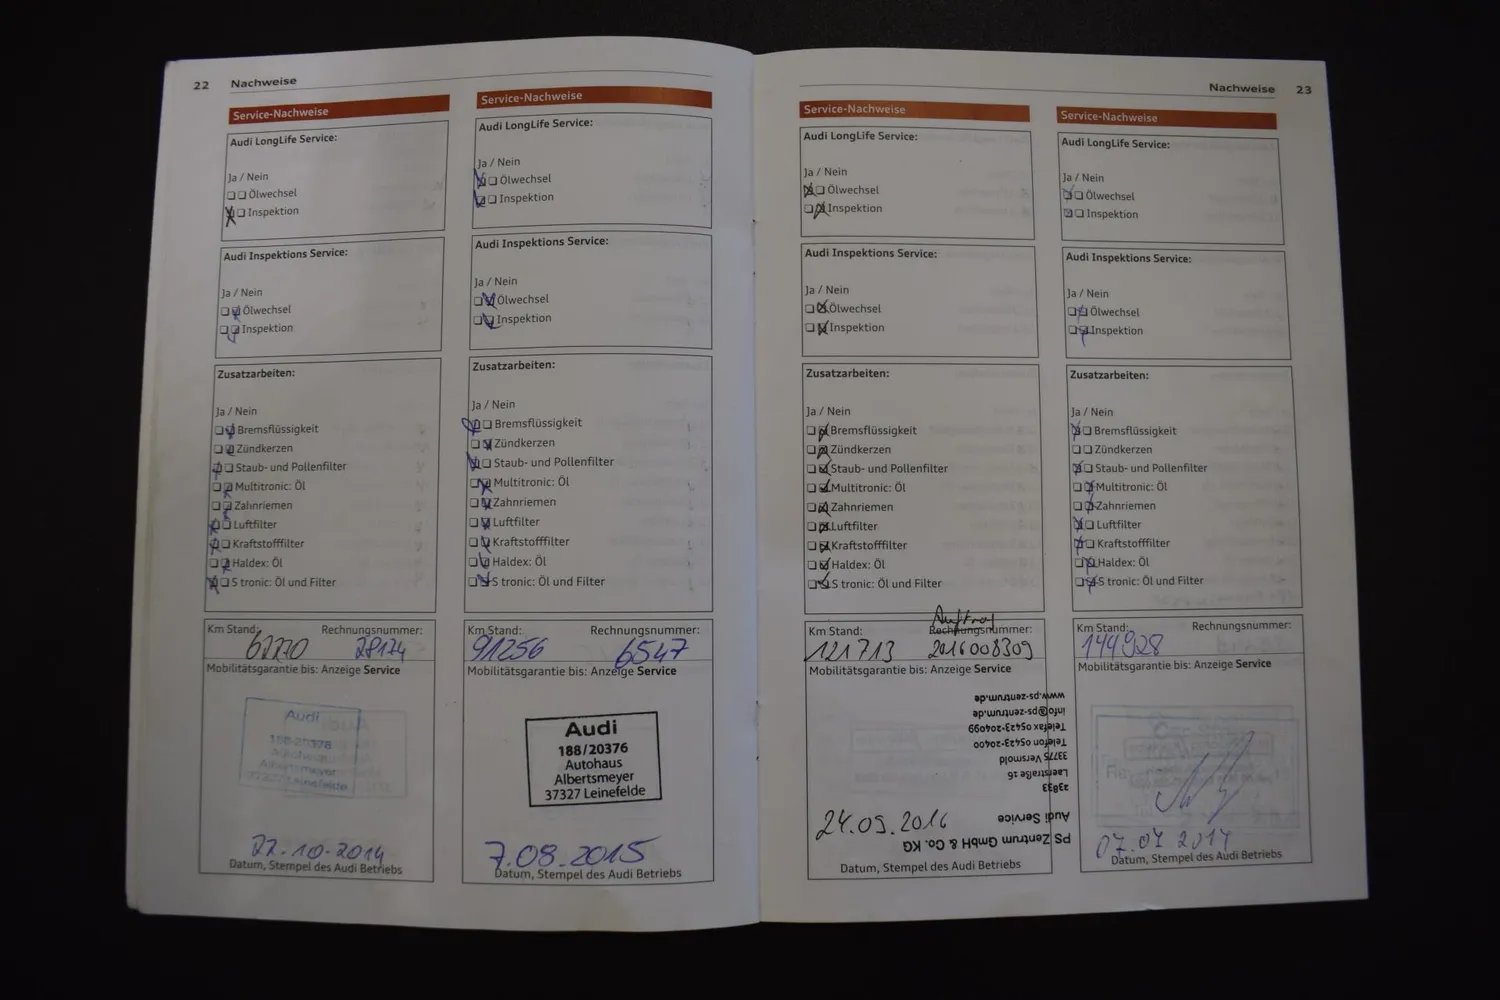 22 Nachweise
Service-Nachweise
Audi LongLife Service:
Ja / Nein
Ölwechsel
Inspektion
Audi Inspektions Service:
Ja / Nein
Ölwechsel
Inspektion
Zusatzarbeiten:
Ja / Nein
Bremsflüssigkeit
Zündkerzen
Staub- und Pollenfilter
Multitronic: Öl
Zahnriemen
Luftfilter
Kraftstofffilter
Haldex: Öl
S tronic: Öl und Filter
Km Stand: Rechnungsnummer:
62270 28174
Mobilitätsgarantie bis: Anzeige Service
Audi
Albertsmeyer
37327 Leinefelde
22.10.2014
Datum, Stempel des Audi Betriebs
Service-Nachweise
Audi LongLife Service:
Ja / Nein
Ölwechsel
Inspektion
Audi Inspektions Service:
Ja / Nein
Ölwechsel
Inspektion
Zusatzarbeiten:
Ja / Nein
Bremsflüssigkeit
Zündkerzen
Staub- und Pollenfilter
Multitronic: Öl
Zahnriemen
Luftfilter
Kraftstofffilter
Haldex: Öl
S tronic: Öl und Filter
Km Stand: Rechnungsnummer:
91256 6547
Mobilitätsgarantie bis: Anzeige Service
Audi
188/20376
Autohaus
Albertsmeyer
37327 Leinefelde
7.08.2015
Datum, Stempel des Audi Betriebs
Nachweise 23
Service-Nachweise
Audi LongLife Service:
Ja / Nein
Ölwechsel
Inspektion
Audi Inspektions Service:
Ja / Nein
Ölwechsel
Inspektion
Zusatzarbeiten:
Ja / Nein
Bremsflüssigkeit
Zündkerzen
Staub- und Pollenfilter
Multitronic: Öl
Zahnriemen
Luftfilter
Kraftstofffilter
Haldex: Öl
S tronic: Öl und Filter
Auftrag
Km Stand: Rechnungsnummer:
121713 2016008309
Mobilitätsgarantie bis: Anzeige Service
PS Zentrum GmbH & Co. KG
Audi Service
23833
Laerstraße 16
33775 Versmold
Telefon 05423-20400
Telefax 05423-204099
info@ps-zentrum.de
www.ps-zentrum.de
24.05.2016
Datum, Stempel des Audi Betriebs
Service-Nachweise
Audi LongLife Service:
Ja / Nein
Ölwechsel
Inspektion
Audi Inspektions Service:
Ja / Nein
Ölwechsel
Inspektion
Zusatzarbeiten:
Ja / Nein
Bremsflüssigkeit
Zündkerzen
Staub- und Pollenfilter
Multitronic: Öl
Zahnriemen
Luftfilter
Kraftstofffilter
Haldex: Öl
S tronic: Öl und Filter
Km Stand: Rechnungsnummer:
144928
Mobilitätsgarantie bis: Anzeige Service
07.07.2017
Datum, Stempel des Audi Betriebs